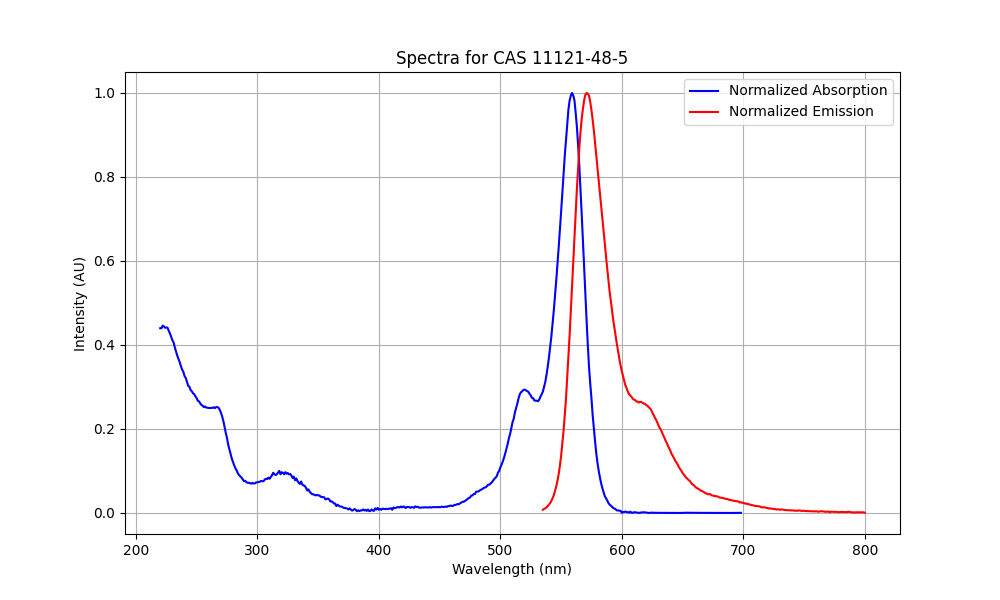 Spectra for CAS 11121-48-5
Normalized Absorption
Normalized Emission
1.0
0.8
0.6
0.4
0.2
0.0
Intensity (AU)
200 300 400 500 600 700 800
Wavelength (nm)